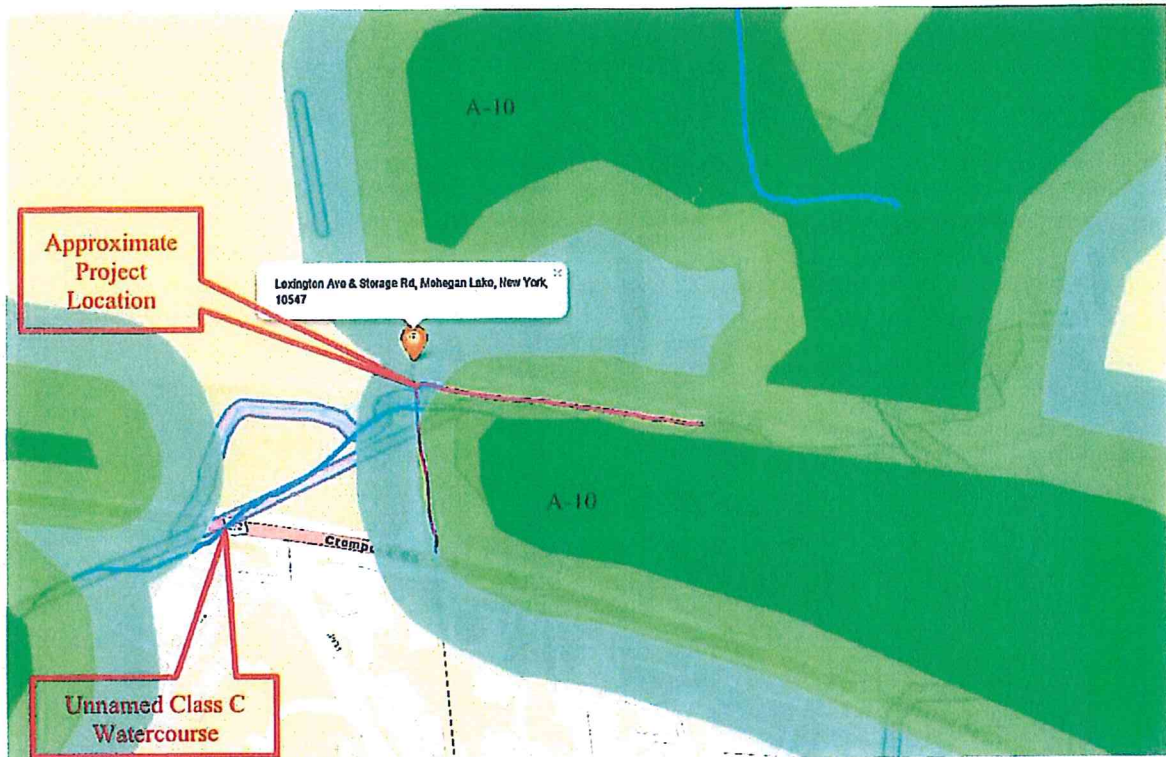 A-10
Approximate
Project
Location
Lexington Ave & Storage Rd, Mohegan Lake, New York,
10547
A-10
Unnamed Class C
Watercourse